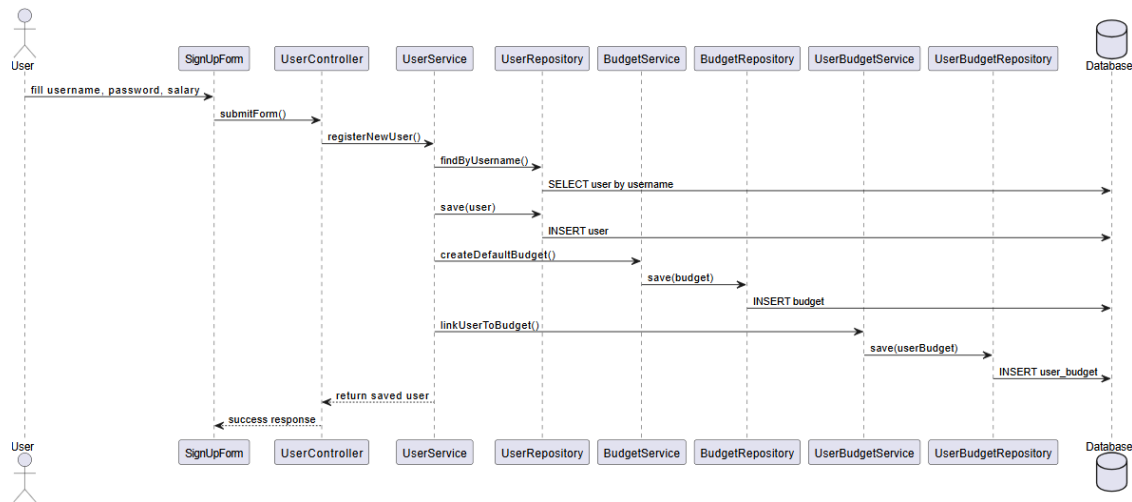 User
SignUpForm
UserController
UserService
UserRepository
BudgetService
BudgetRepository
UserBudgetService
UserBudgetRepository
Database
fill username, password, salary
submitForm()
registerNewUser()
findByUsername()
SELECT user by username
save(user)
INSERT user
createDefaultBudget()
save(budget)
INSERT budget
linkUserToBudget()
save(userBudget)
INSERT user_budget
return saved user
success response
User
SignUpForm
UserController
UserService
UserRepository
BudgetService
BudgetRepository
UserBudgetService
UserBudgetRepository
Database